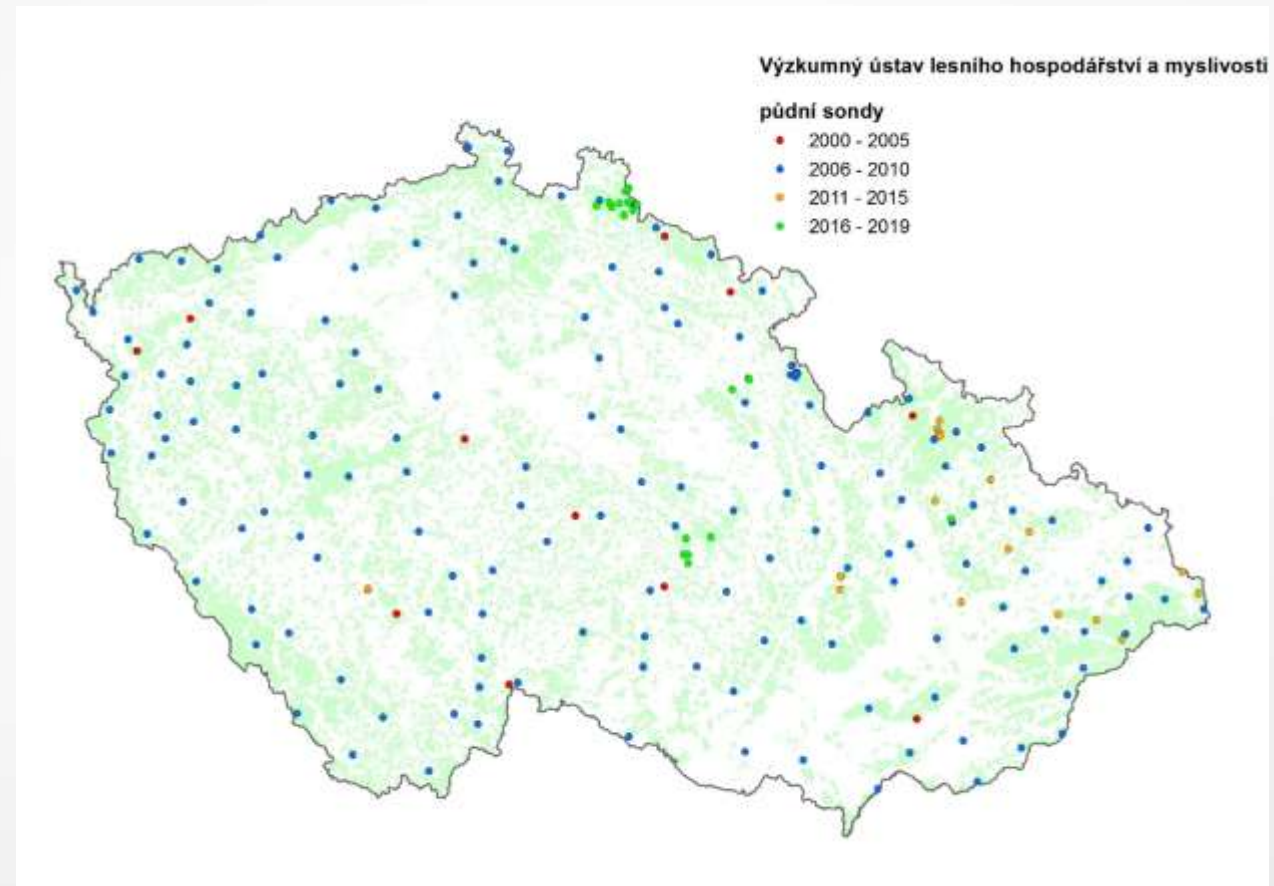 Výzkumný ústav lesního hospodářství a myslivosti
půdní sondy
2000 - 2005
2006 - 2010
2011 - 2015
2016 - 2019